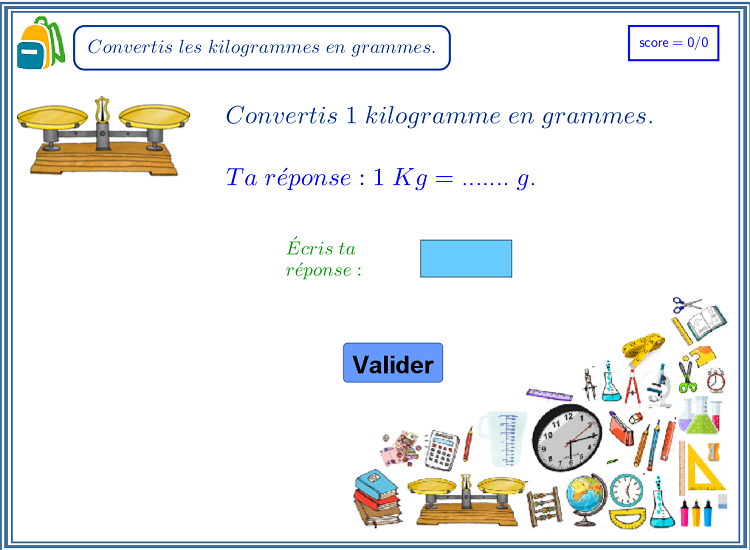 Convertis les kilogrammes en grammes.
score = 0/0
Convertis 1 kilogramme en grammes.
Ta réponse : 1 Kg = ....... g.
Écris ta
réponse :
Valider